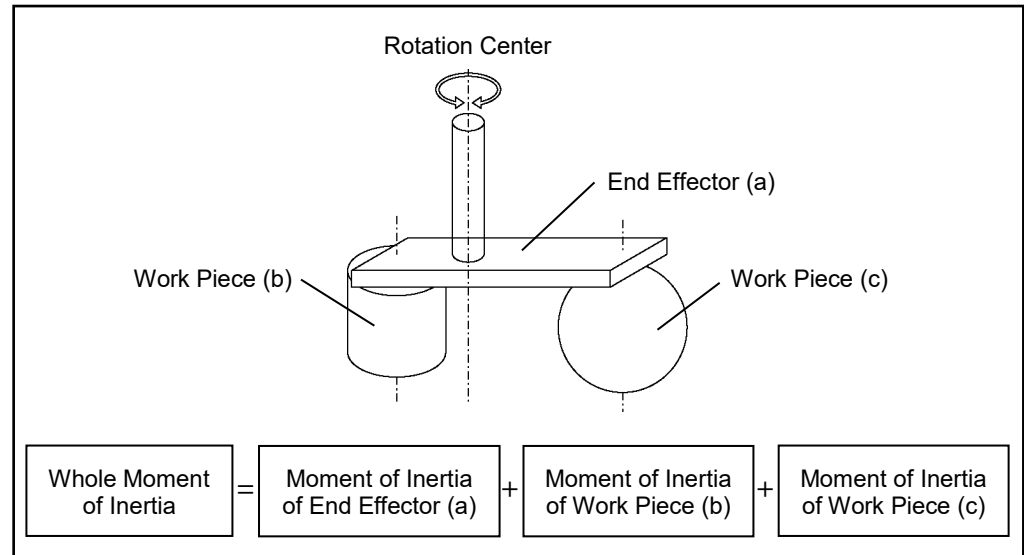 Rotation Center
End Effector (a)
Work Piece (b)
Work Piece (c)
Whole Moment
of Inertia
=
Moment of Inertia
of End Effector (a)
+
Moment of Inertia
of Work Piece (b)
+
Moment of Inertia
of Work Piece (c)